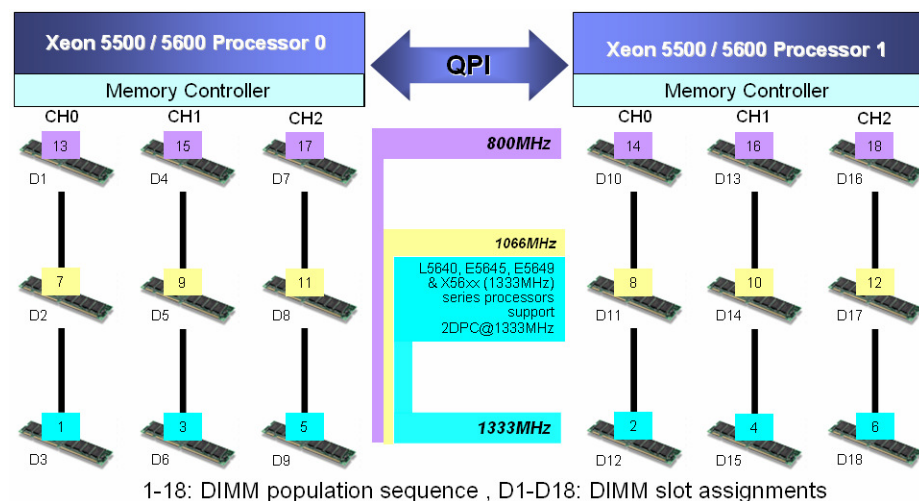 Xeon 5500 / 5600 Processor 0
QPI
Xeon 5500 / 5600 Processor 1
Memory Controller
Memory Controller
CH0
CH1
CH2
CH0
CH1
CH2
13
15
17
800MHz
14
16
18
D1
D4
D7
D10
D13
D16
1066MHz
L5640, E5645, E5649
& X56xx (1333MHz)
series processors
support
2DPC@1333MHz
7
9
11
8
10
12
D2
D5
D8
D11
D14
D17
1
3
5
1333MHz
2
4
6
D3
D6
D9
D12
D15
D18
1-18: DIMM population sequence , D1-D18: DIMM slot assignments